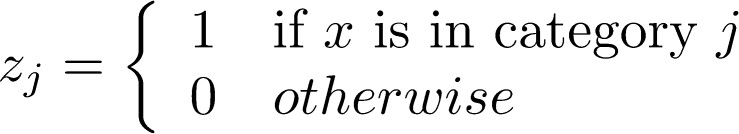 z_j = { 1 if x is in category j
0 otherwise